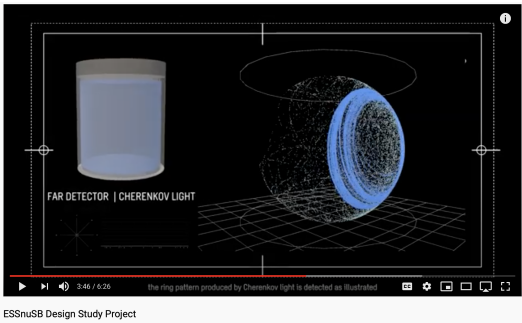 FAR DETECTOR | CHERENKOV LIGHT
3:46 / 6:26
the ring pattern produced by Cherenkov light is detected as illustrated
CC
ESSnuSB Design Study Project